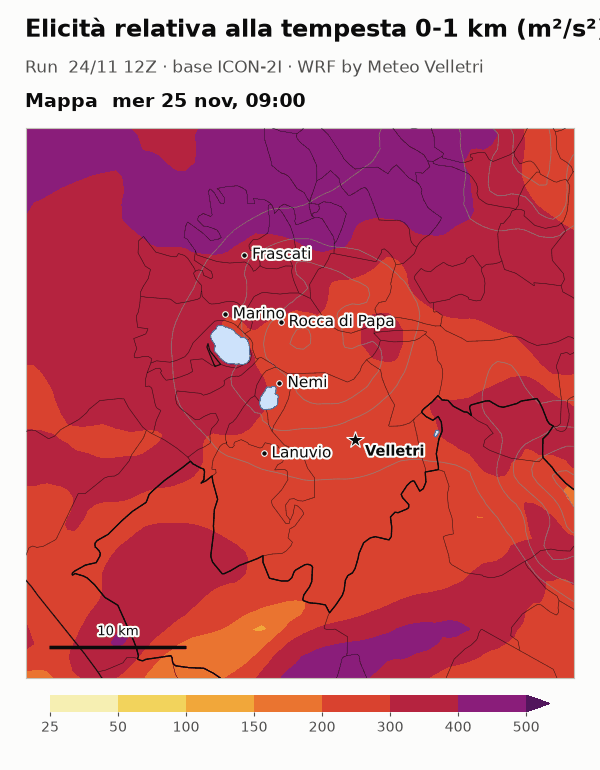 Elicità relativa alla tempesta 0-1 km (m²/s²)
Run 24/11 12Z · base ICON-2I · WRF by Meteo Velletri
Mappa mer 25 nov, 09:00
Frascati
Marino
Rocca di Papa
Nemi
Lanuvio
Velletri
10 km
25 50 100 150 200 300 400 500